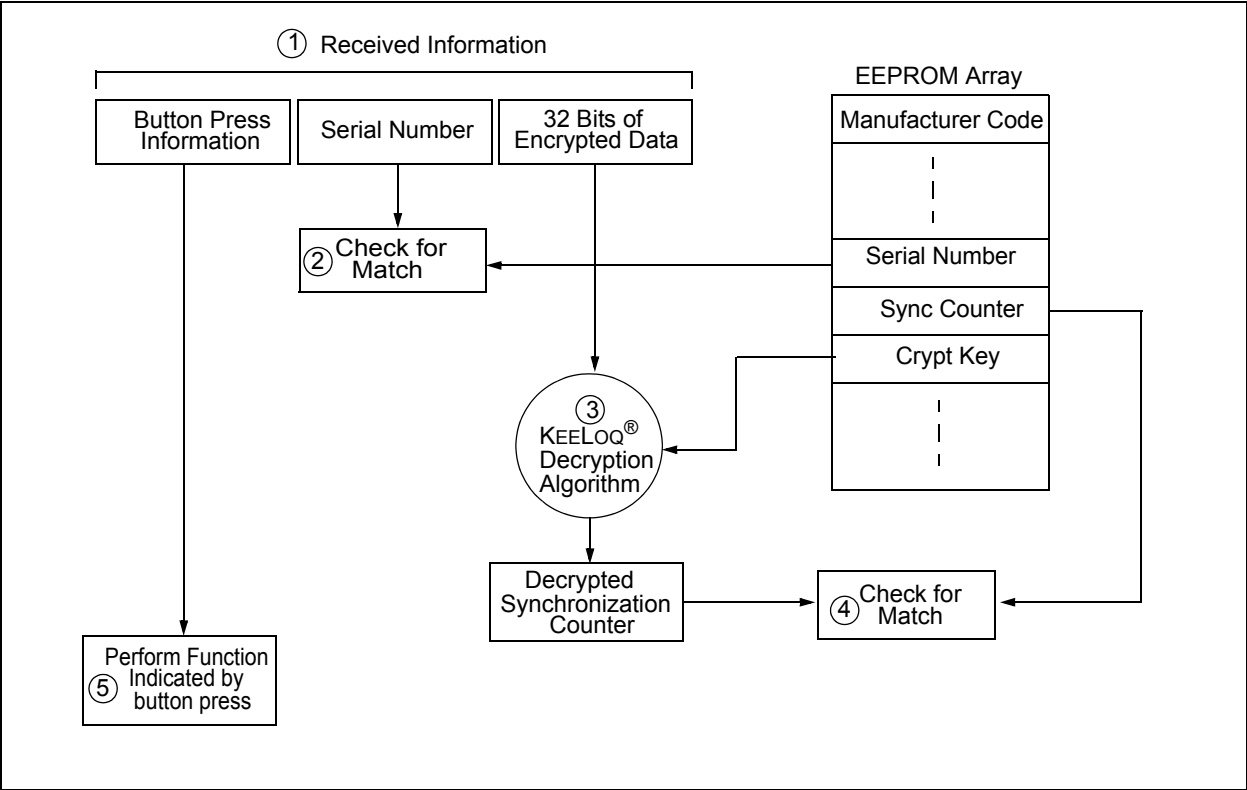 ① Received Information
EEPROM Array
Button Press
Information
Serial Number
32 Bits of
Encrypted Data
Manufacturer Code
② Check for
Match
Serial Number
Sync Counter
Crypt Key
③
KEELOQ®
Decryption
Algorithm
Decrypted
Synchronization
Counter
④ Check for
Match
Perform Function
⑤ Indicated by
button press